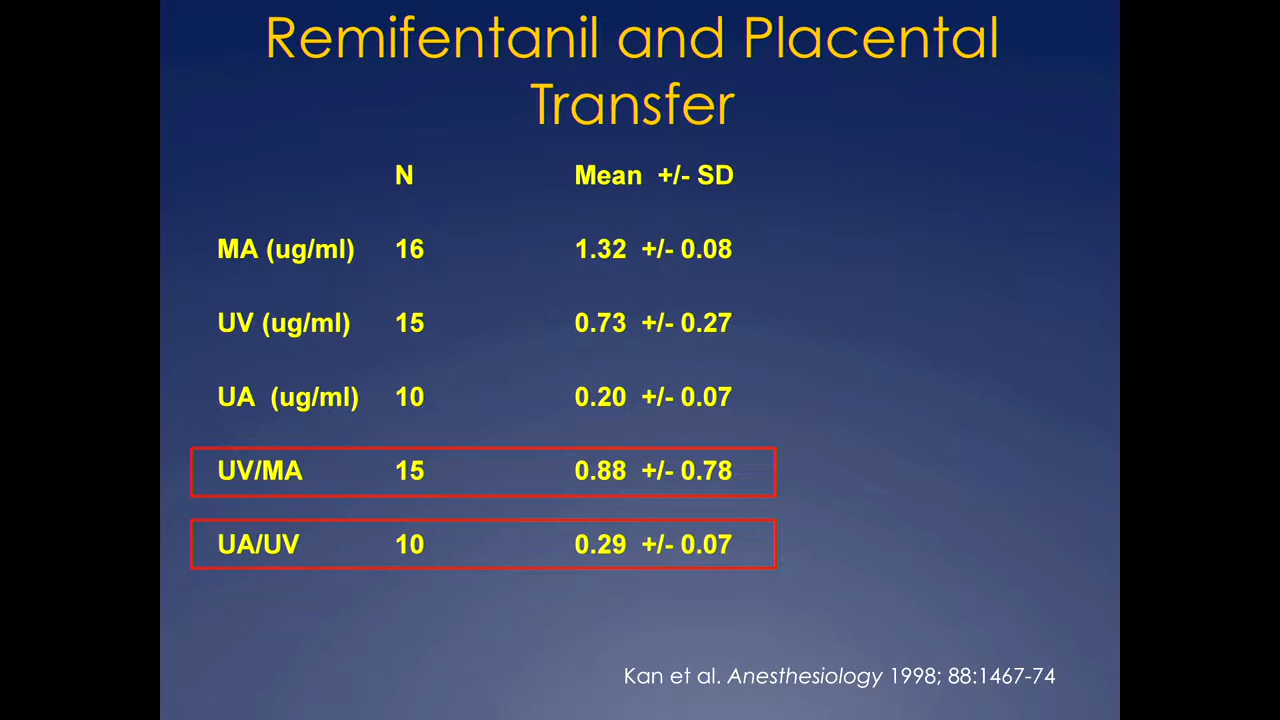 Remifentanil and Placental
Transfer
N Mean +/- SD
MA (ug/ml) 16 1.32 +/- 0.08
UV (ug/ml) 15 0.73 +/- 0.27
UA (ug/ml) 10 0.20 +/- 0.07
UV/MA 15 0.88 +/- 0.78
UA/UV 10 0.29 +/- 0.07
Kan et al. Anesthesiology 1998; 88:1467-74